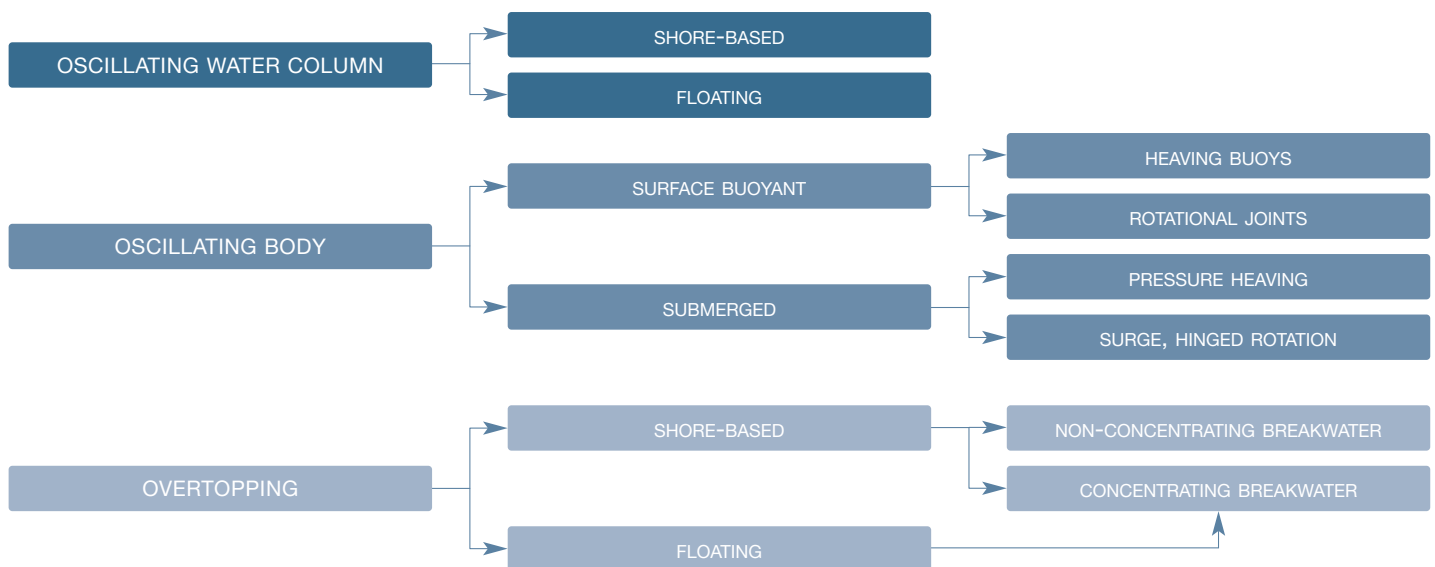 OSCILLATING WATER COLUMN
SHORE-BASED
FLOATING
OSCILLATING BODY
SURFACE BUOYANT
HEAVING BUOYS
ROTATIONAL JOINTS
SUBMERGED
PRESSURE HEAVING
SURGE, HINGED ROTATION
OVERTOPPING
SHORE-BASED
NON-CONCENTRATING BREAKWATER
CONCENTRATING BREAKWATER
FLOATING